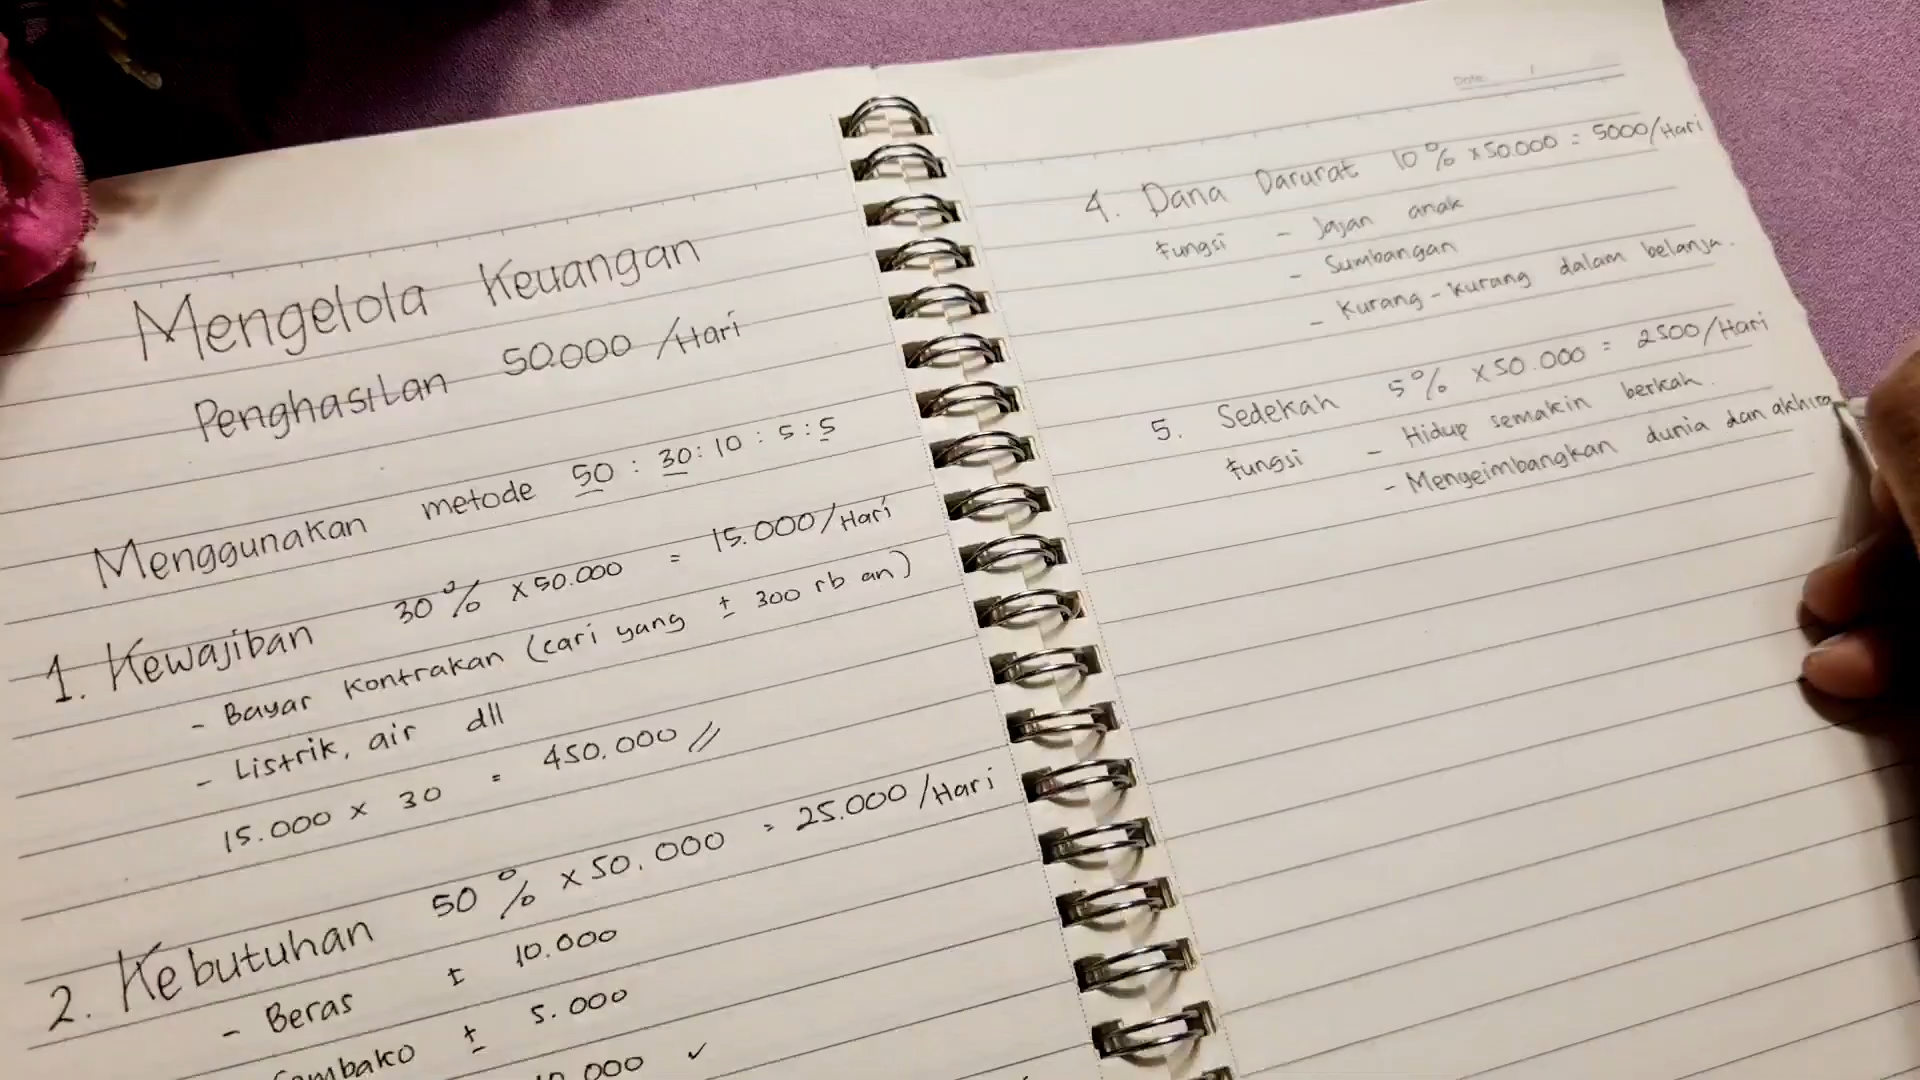 Mengelola Keuangan
Penghasilan 50.000 /Hari
Menggunakan metode 50 : 30 : 10 : 5 : 5
1. Kewajiban 30 % x 50.000 = 15.000/Hari
- Bayar Kontrakan (cari yang ± 300 rb an)
- Listrik, air dll
15.000 x 30 = 450.000 //
2. Kebutuhan 50 % x 50.000 = 25.000 /Hari
- Beras ± 10.000
Sembako ± 5.000
10.000 ✓
Date: /
4. Dana Darurat 10 % x 50.000 = 5000/Hari
Fungsi - Jajan anak
- Sumbangan
- Kurang-kurang dalam belanja.
5. Sedekah 5 % x 50.000 = 2500/Hari
Fungsi - Hidup semakin berkah.
- Mengeimbangkan dunia dan akhira